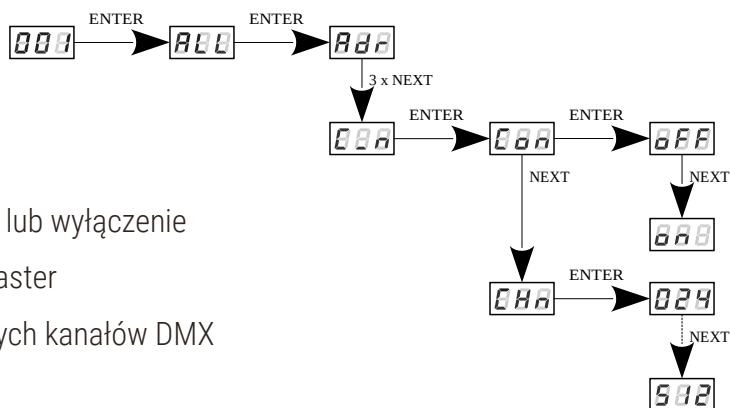 ENTER ENTER
001 ALL Adr
3 x NEXT
ENTER ENTER
C_n Con oFF
NEXT NEXT
lub wyłączenie
on
aster
ENTER
CHn 024
ych kanałów DMX
NEXT
512